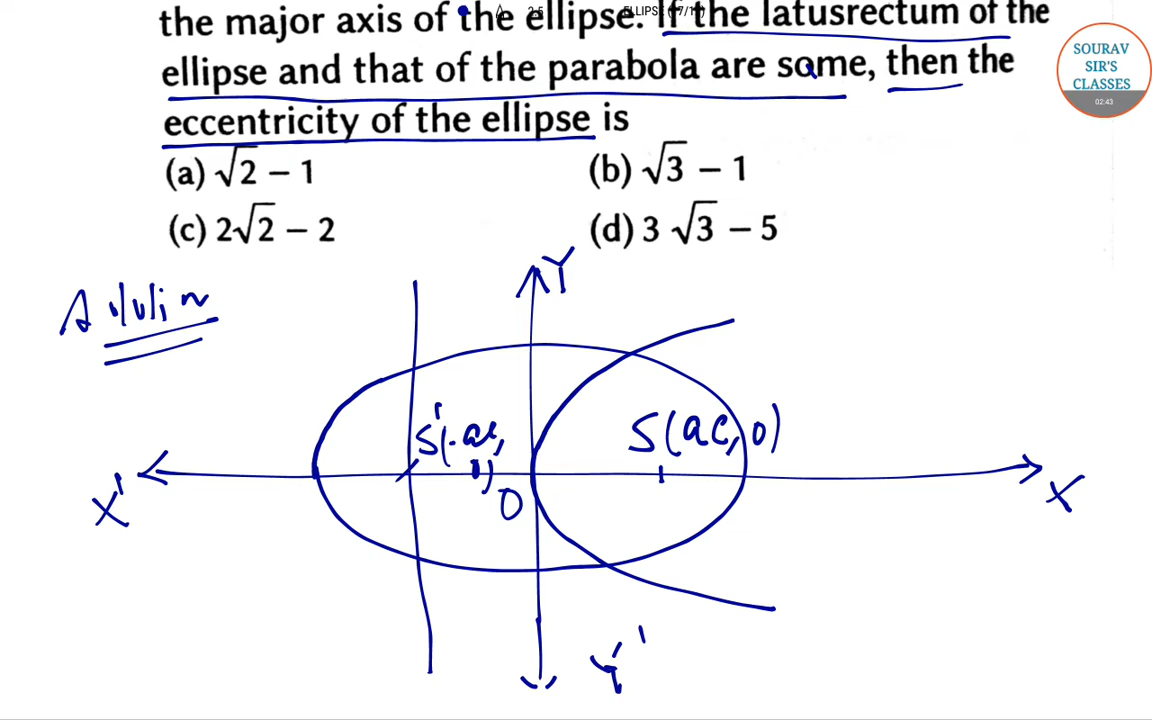 the major axis of the ellipse. If the latusrectum of the
ellipse and that of the parabola are same, then the
eccentricity of the ellipse is
(a) √2 − 1
(b) √3 − 1
(c) 2√2 − 2
(d) 3 √3 − 5
SOURAV
SIR'S
CLASSES
02:43
Y
S'(-ae,
0)
S(ae, 0)
X'
O
X
Y'